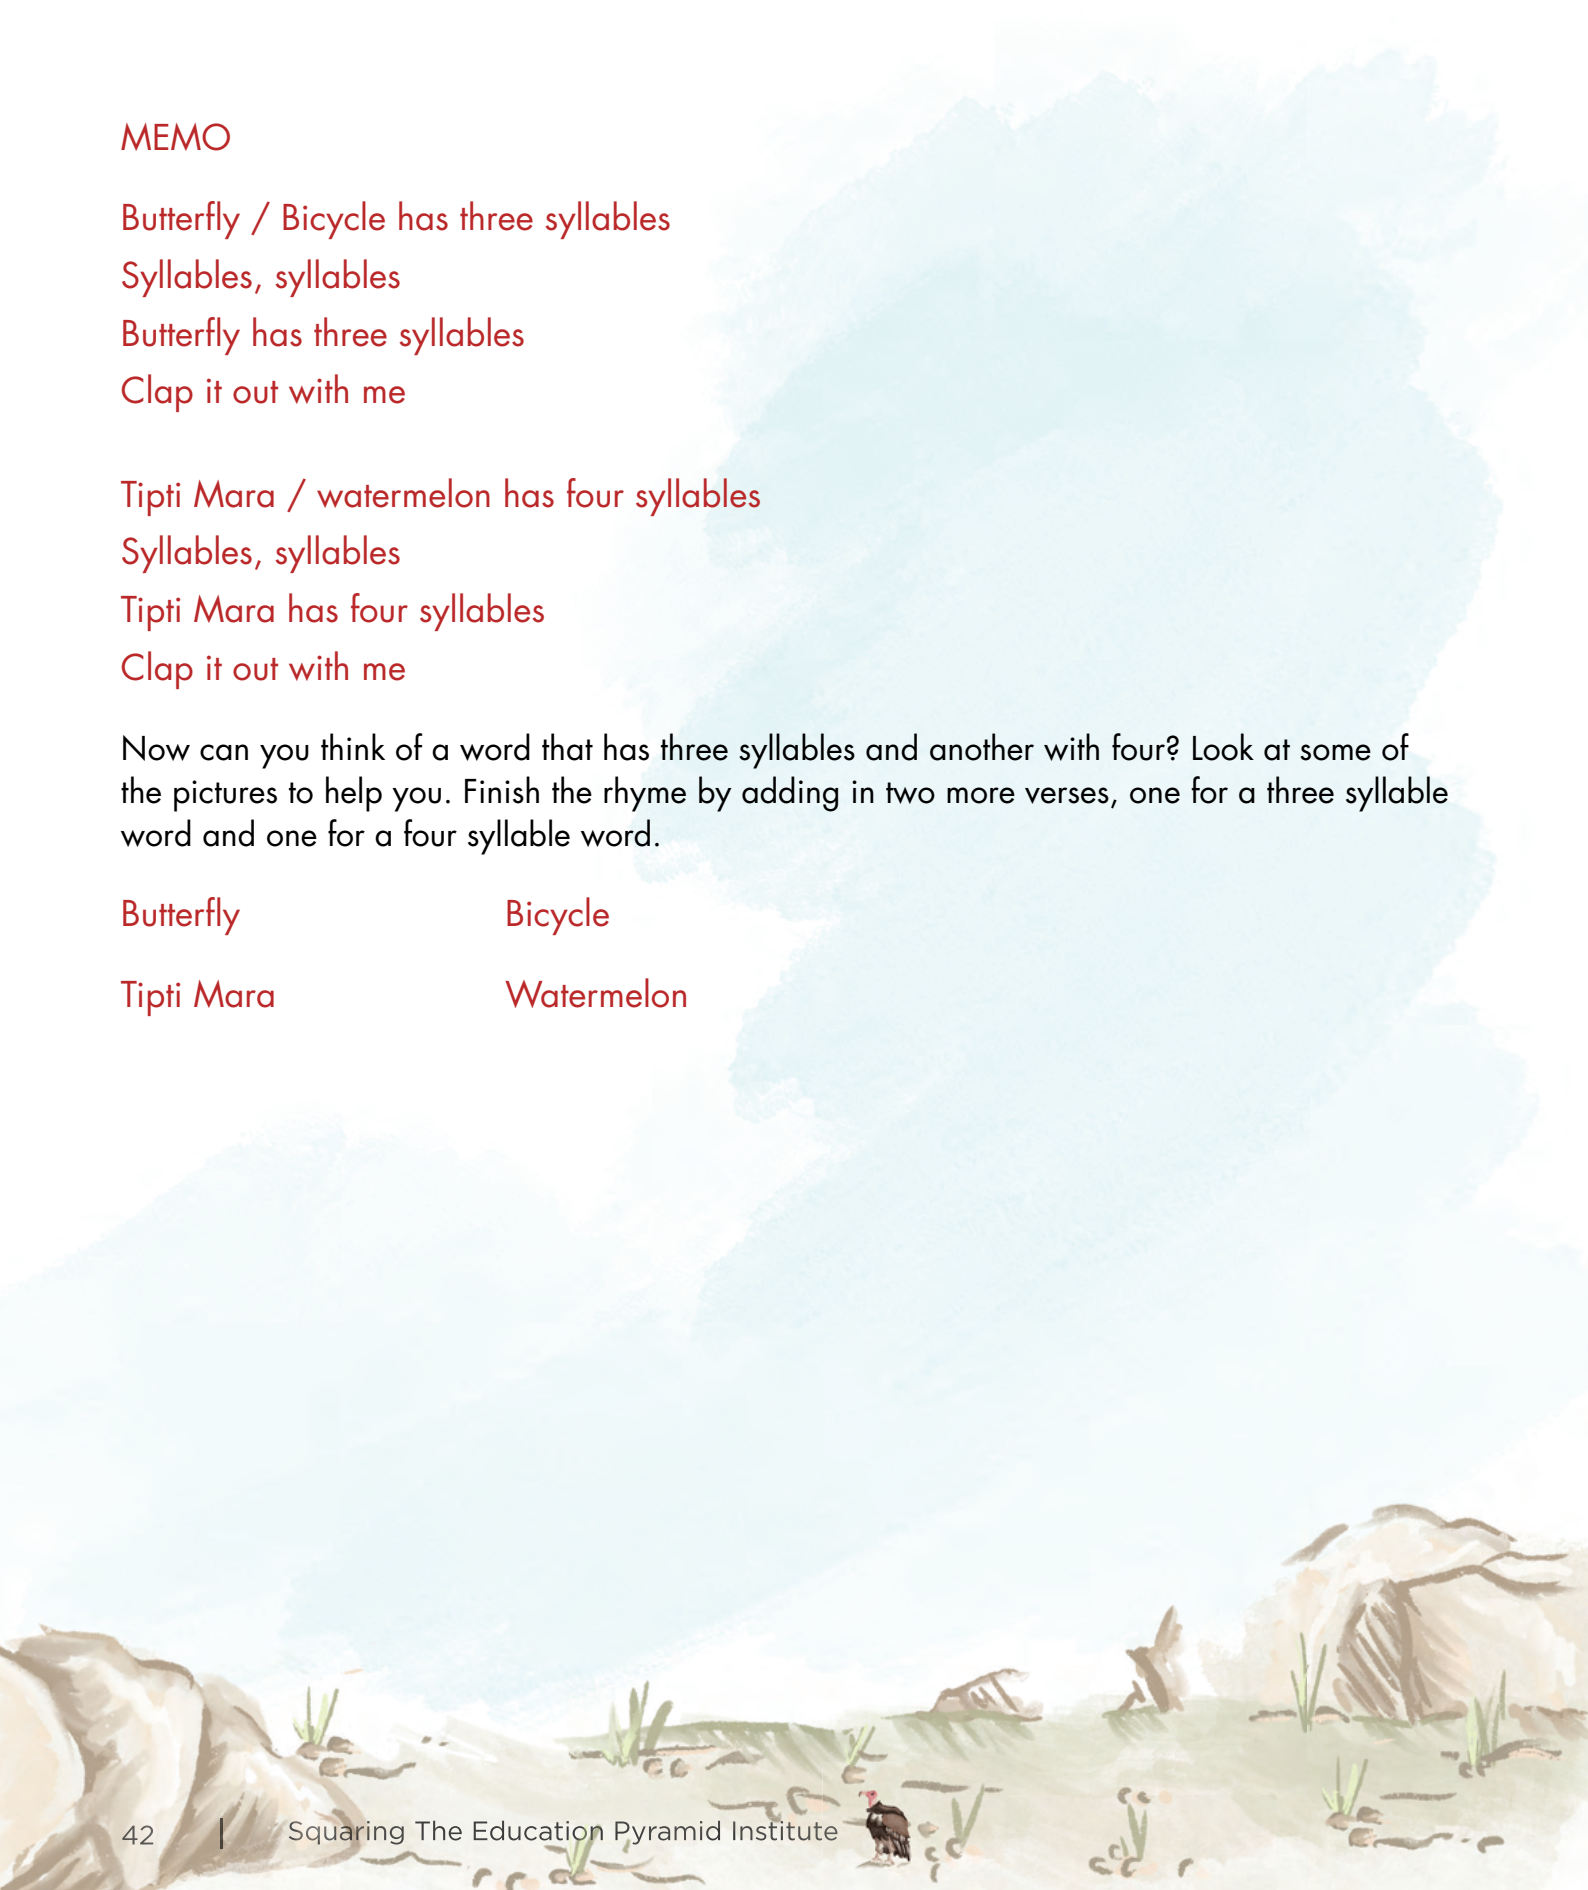 MEMO
Butterfly / Bicycle has three syllables
Syllables, syllables
Butterfly has three syllables
Clap it out with me
Tipti Mara / watermelon has four syllables
Syllables, syllables
Tipti Mara has four syllables
Clap it out with me
Now can you think of a word that has three syllables and another with four? Look at some of
the pictures to help you. Finish the rhyme by adding in two more verses, one for a three syllable
word and one for a four syllable word.
Butterfly Bicycle
Tipti Mara Watermelon
42 | Squaring The Education Pyramid Institute